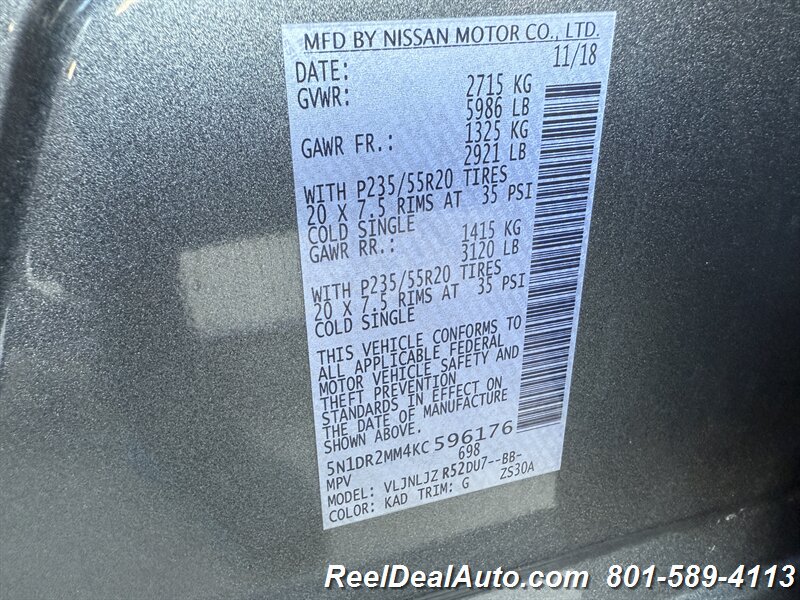 MFD BY NISSAN MOTOR CO., LTD.
DATE: 11/18
GVWR: 2715 KG
5986 LB
GAWR FR.: 1325 KG
2921 LB
WITH P235/55R20 TIRES
20 X 7.5 RIMS AT 35 PSI
COLD SINGLE
GAWR RR.: 1415 KG
3120 LB
WITH P235/55R20 TIRES
20 X 7.5 RIMS AT 35 PSI
COLD SINGLE
THIS VEHICLE CONFORMS TO
ALL APPLICABLE FEDERAL
MOTOR VEHICLE SAFETY AND
THEFT PREVENTION
STANDARDS IN EFFECT ON
THE DATE OF MANUFACTURE
SHOWN ABOVE.
5N1DR2MM4KC596176
MPV 698
MODEL: VLJNLJZ R52DU7--BB-
COLOR: KAD TRIM: G ZS30A
ReelDealAuto.com 801-589-4113